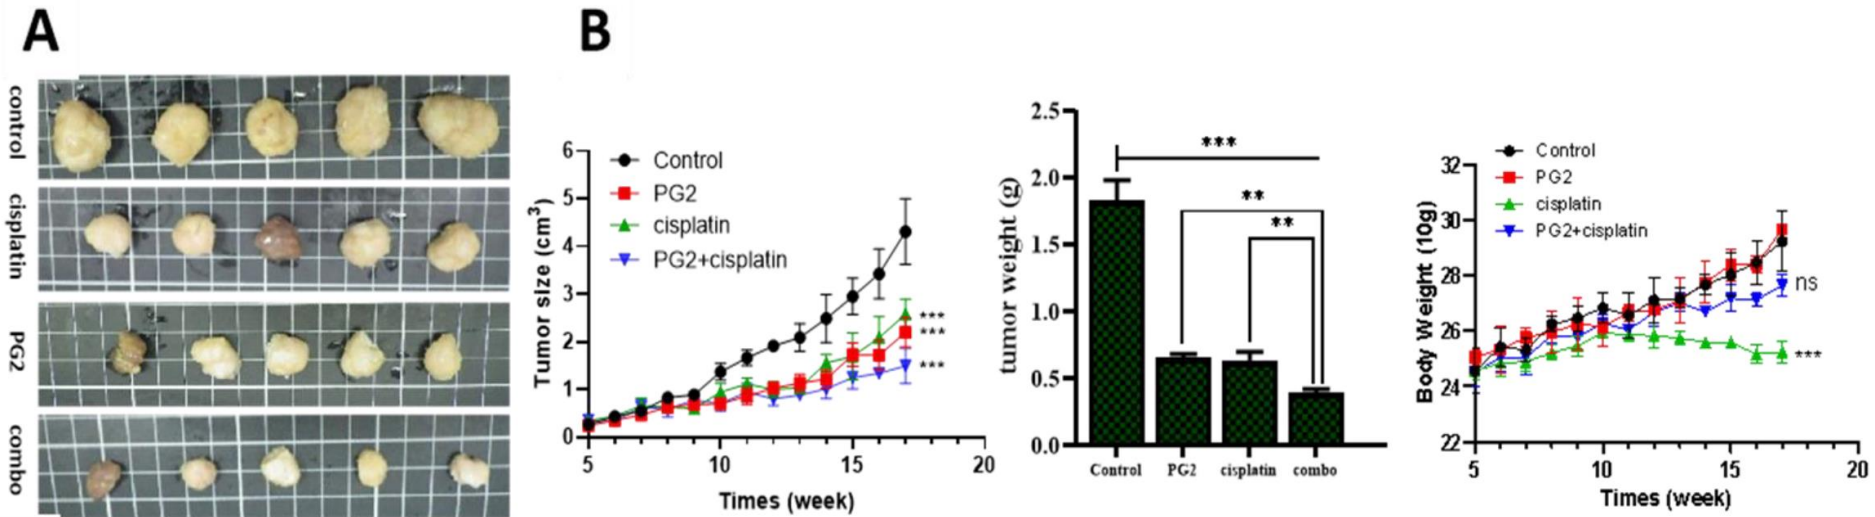 A
B
control
cisplatin
PG2
combo
Tumor size (cm³)
6
5
4
3
2
1
0
Control
PG2
cisplatin
PG2+cisplatin
***
***
***
5 10 15 20
Times (week)
tumor weight (g)
2.5
2.0
1.5
1.0
0.5
0.0
***
**
**
Control PG2 cisplatin combo
Body Weight (10g)
32
30
28
26
24
22
Control
PG2
cisplatin
PG2+cisplatin
ns
***
5 10 15 20
Times (week)